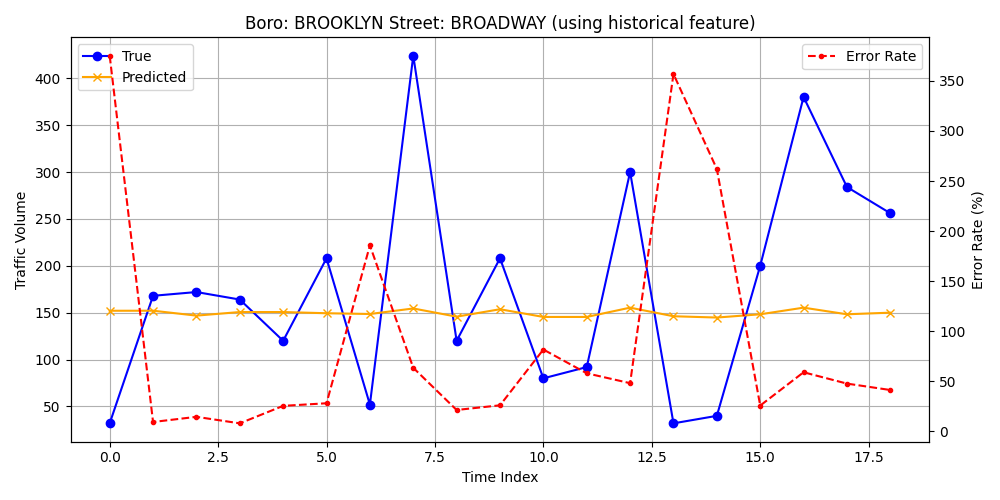 Boro: BROOKLYN Street: BROADWAY (using historical feature)
True
Predicted
Error Rate
400
350
300
250
200
150
100
50
Traffic Volume
350
300
250
200
150
100
50
0
Error Rate (%)
0.0 2.5 5.0 7.5 10.0 12.5 15.0 17.5
Time Index